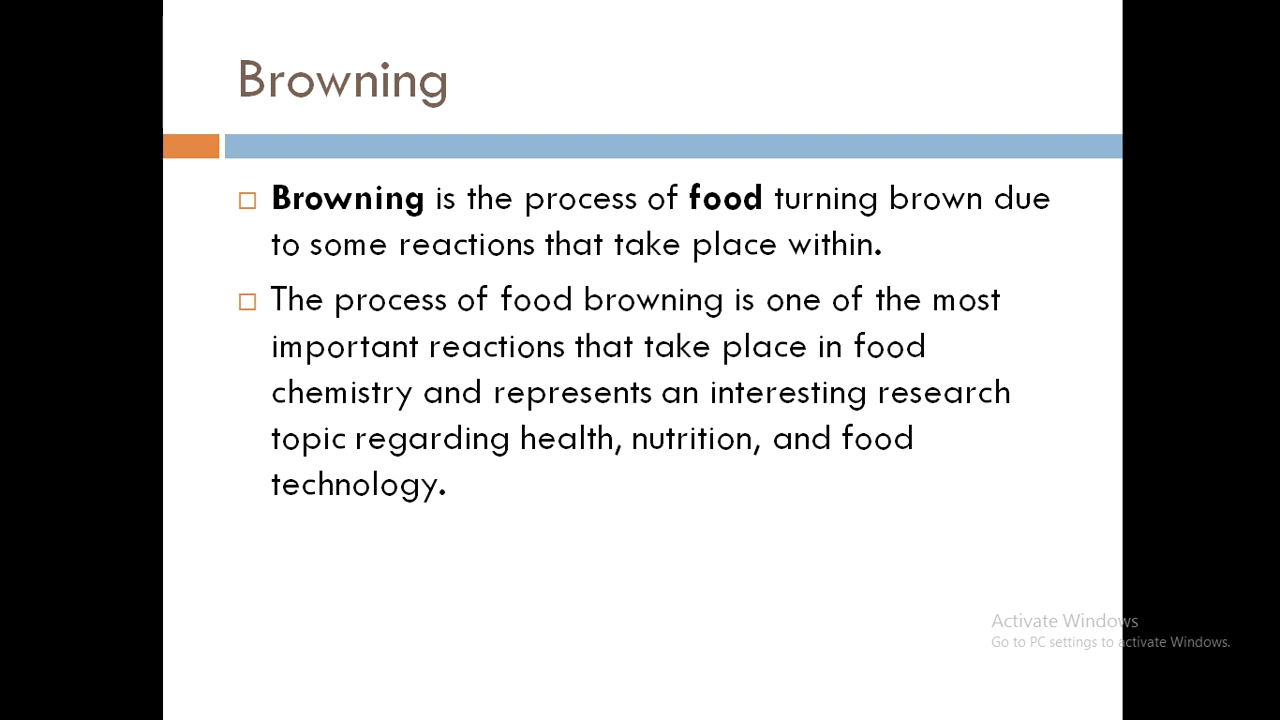 Browning
Browning is the process of food turning brown due
to some reactions that take place within.
The process of food browning is one of the most
important reactions that take place in food
chemistry and represents an interesting research
topic regarding health, nutrition, and food
technology.
Activate Windows
Go to PC settings to activate Windows.